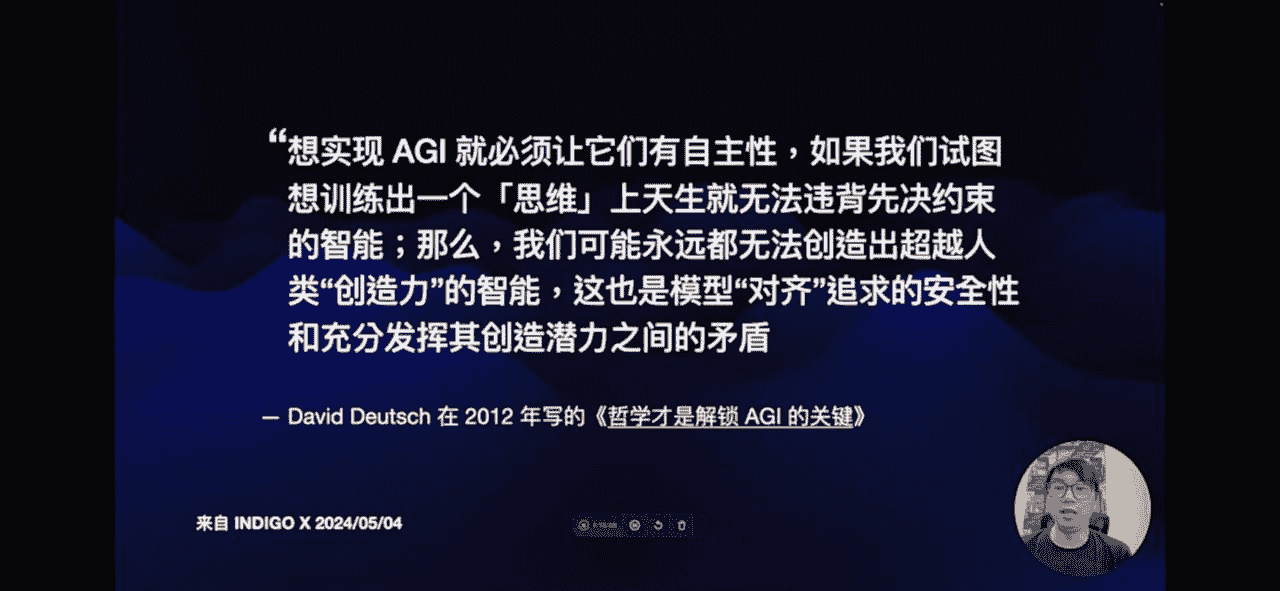 “想实现 AGI 就必须让它们有自主性，如果我们试图
想训练出一个「思维」上天生就无法违背先决约束
的智能；那么，我们可能永远都无法创造出超越人
类“创造力”的智能，这也是模型“对齐”追求的安全性
和充分发挥其创造潜力之间的矛盾
— David Deutsch 在 2012 年写的《哲学才是解锁 AGI 的关键》
来自 INDIGO X 2024/05/04